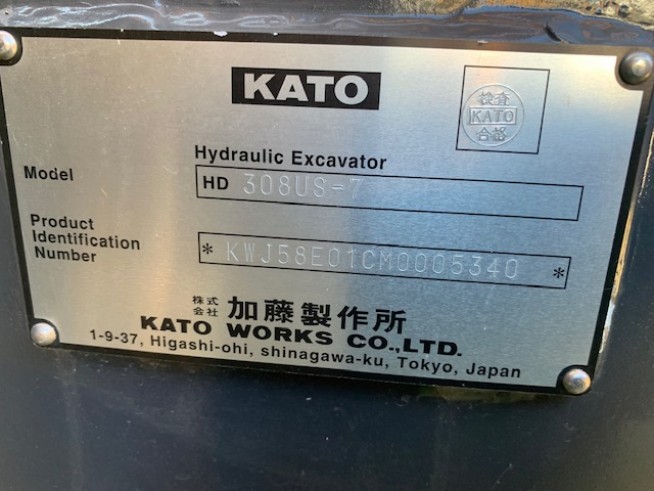 KATO
検査
KATO
合格
Hydraulic Excavator
Model
HD 308US-7
Product
Identification
Number
* KWJ58E01CM0005340 *
株式
会社 加藤製作所
KATO WORKS CO.,LTD.
1-9-37, Higashi-ohi, shinagawa-ku, Tokyo, Japan